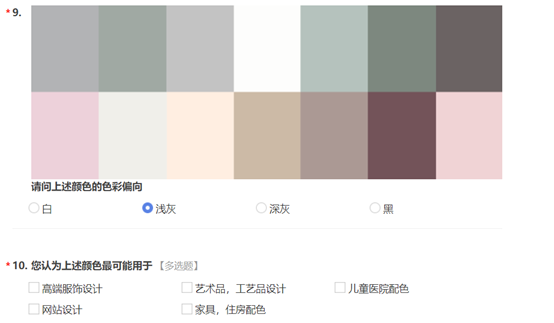 * 9.
请问上述颜色的色彩偏向
白 浅灰 深灰 黑
* 10. 您认为上述颜色最可能用于【多选题】
高端服饰设计 艺术品，工艺品设计 儿童医院配色
网站设计 家具，住房配色